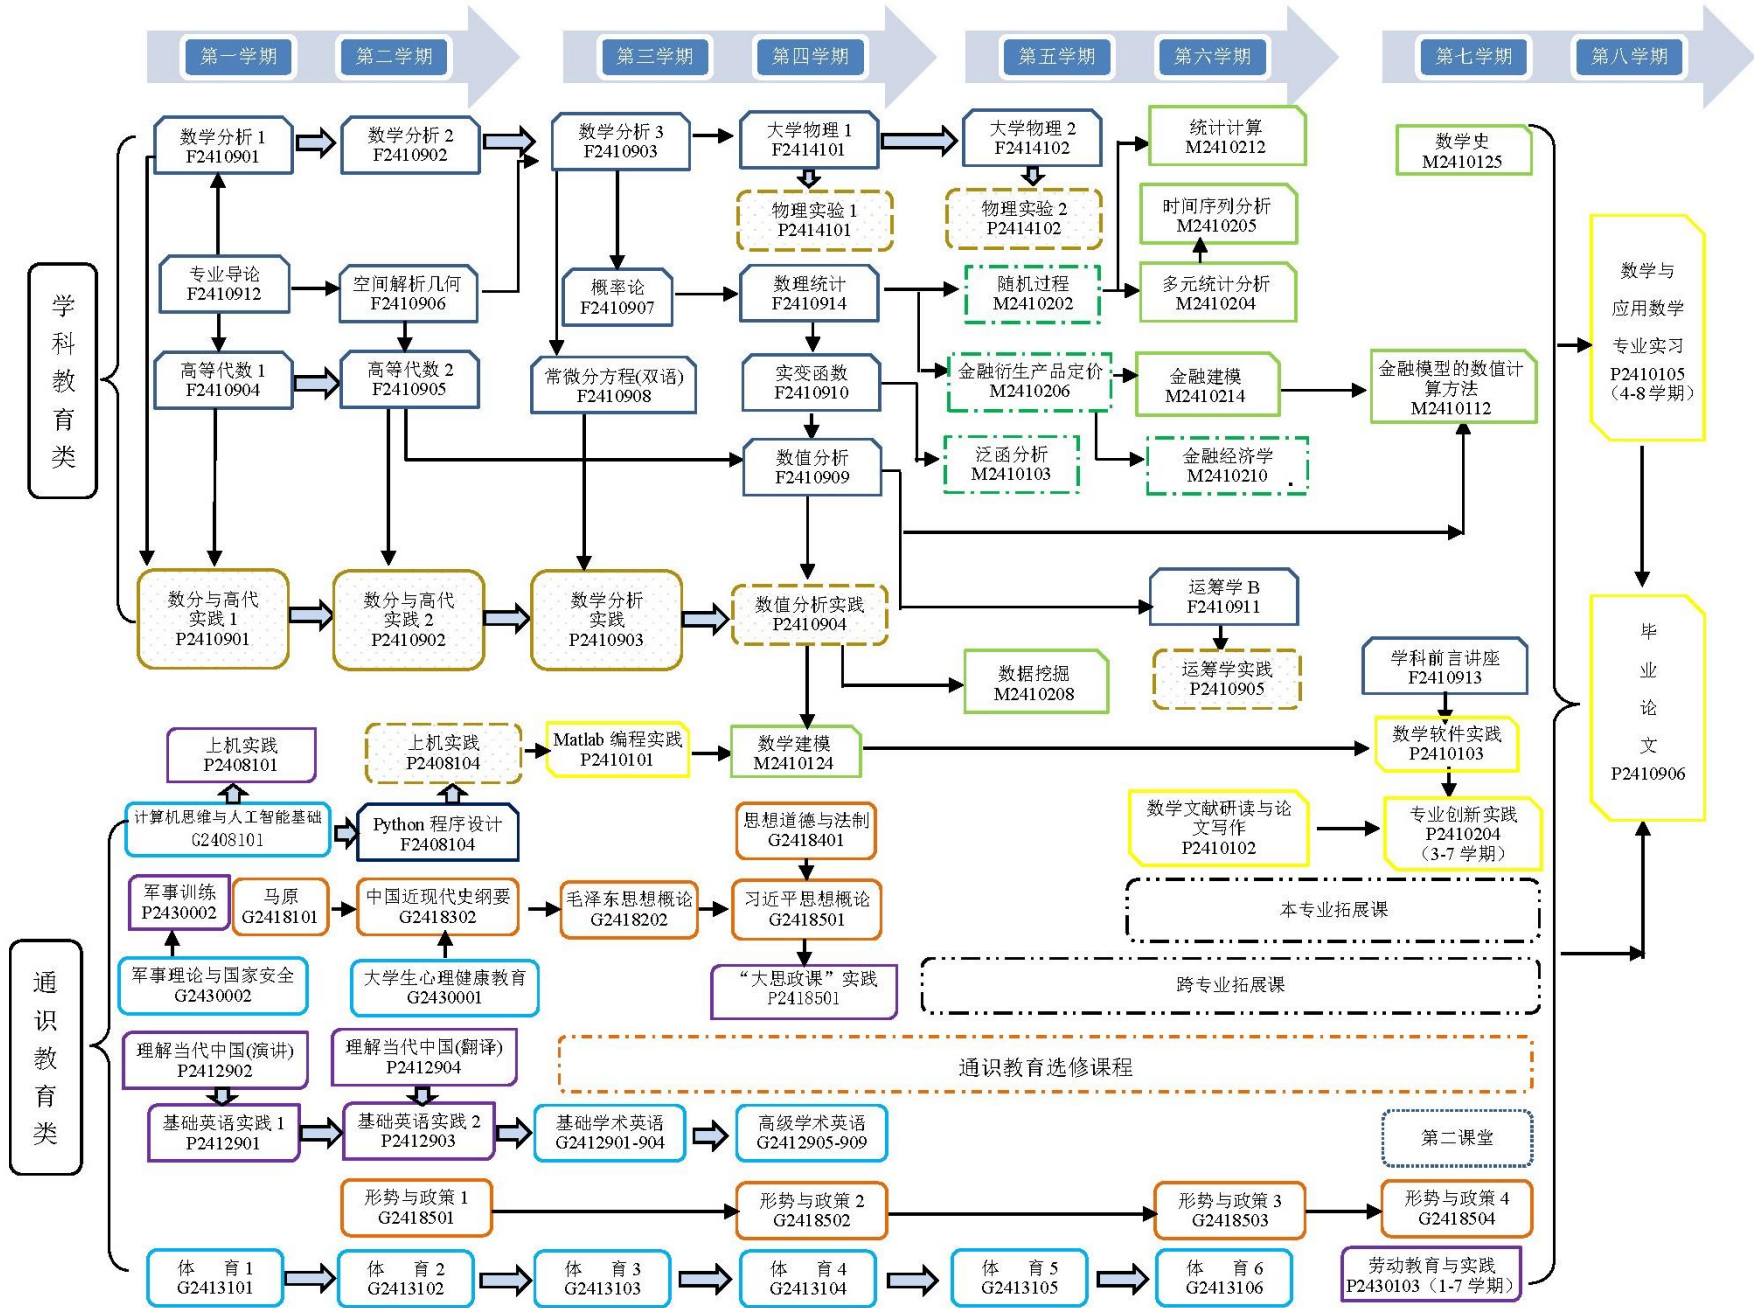 第一学期
第二学期
第三学期
第四学期
第五学期
第六学期
第七学期
第八学期
学
科
教
育
类
数学分析 1
F2410901
数学分析 2
F2410902
数学分析 3
F2410903
大学物理 1
F2414101
大学物理 2
F2414102
统计计算
M2410212
数学史
M2410125
物理实验 1
P2414101
物理实验 2
P2414102
时间序列分析
M2410205
专业导论
F2410912
空间解析几何
F2410906
概率论
F2410907
数理统计
F2410914
随机过程
M2410202
多元统计分析
M2410204
高等代数 1
F2410904
高等代数 2
F2410905
常微分方程(双语)
F2410908
实变函数
F2410910
金融衍生产品定价
M2410206
金融建模
M2410214
金融模型的数值计
算方法
M2410112
数值分析
F2410909
泛函分析
M2410103
金融经济学
M2410210
数学与
应用数学
专业实习
P2410105
（4-8 学期）
数分与高代
实践 1
P2410901
数分与高代
实践 2
P2410902
数学分析
实践
P2410903
数值分析实践
P2410904
运筹学 B
F2410911
运筹学实践
P2410905
数据挖掘
M2410208
学科前言讲座
F2410913
毕
业
论
文
P2410906
上机实践
P2408101
上机实践
P2408104
Matlab 编程实践
P2410101
数学建模
M2410124
数学软件实践
P2410103
通
识
教
育
类
计算机思维与人工智能基础
G2408101
Python 程序设计
F2408104
思想道德与法制
G2418401
数学文献研读与论
文写作
P2410102
专业创新实践
P2410204
（3-7 学期）
军事训练
P2430002
马原
G2418101
中国近现代史纲要
G2418302
毛泽东思想概论
G2418202
习近平思想概论
G2418501
本专业拓展课
军事理论与国家安全
G2430002
大学生心理健康教育
G2430001
“大思政课”实践
P2418501
跨专业拓展课
理解当代中国(演讲)
P2412902
理解当代中国(翻译)
P2412904
通识教育选修课程
基础英语实践 1
P2412901
基础英语实践 2
P2412903
基础学术英语
G2412901-904
高级学术英语
G2412905-909
第二课堂
形势与政策 1
G2418501
形势与政策 2
G2418502
形势与政策 3
G2418503
形势与政策 4
G2418504
体 育 1
G2413101
体 育 2
G2413102
体 育 3
G2413103
体 育 4
G2413104
体 育 5
G2413105
体 育 6
G2413106
劳动教育与实践
P2430103（1-7 学期）